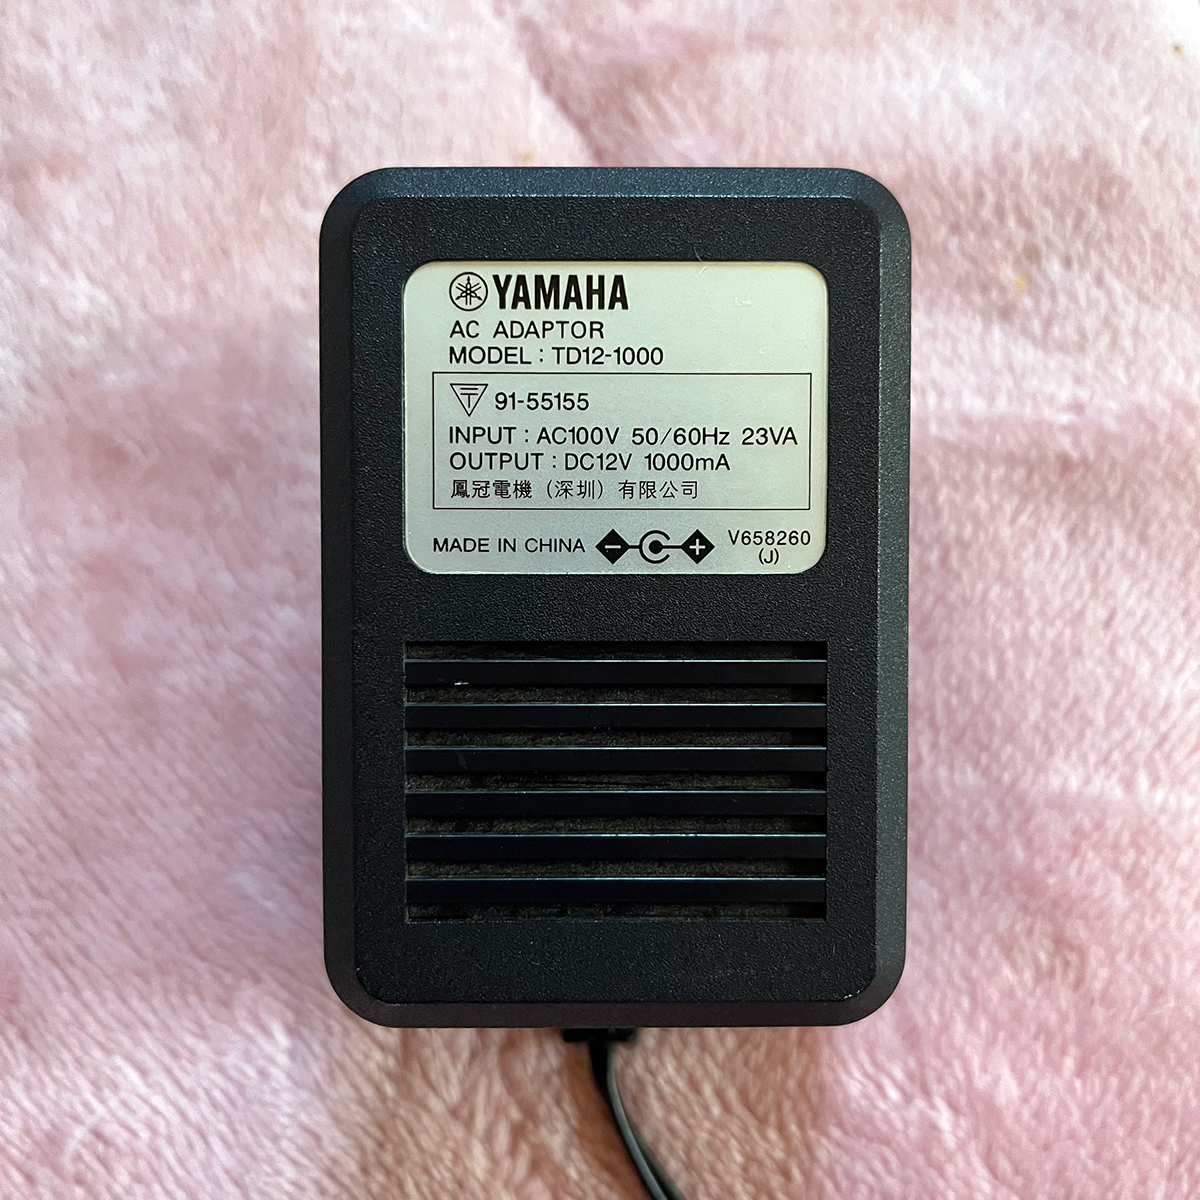 YAMAHA
AC ADAPTOR
MODEL : TD12-1000
91-55155
INPUT : AC100V 50/60Hz 23VA
OUTPUT : DC12V 1000mA
鳳冠電機（深圳）有限公司
MADE IN CHINA - + V658260
(J)